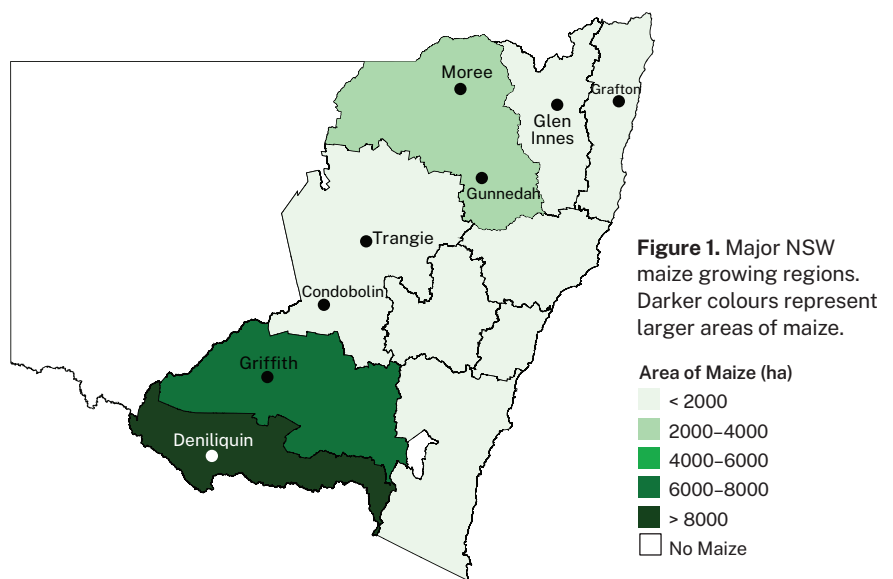 Moree
Grafton
Glen
Innes
Gunnedah
Trangie
Condobolin
Griffith
Deniliquin
Figure 1. Major NSW
maize growing regions.
Darker colours represent
larger areas of maize.
Area of Maize (ha)
< 2000
2000–4000
4000–6000
6000–8000
> 8000
No Maize